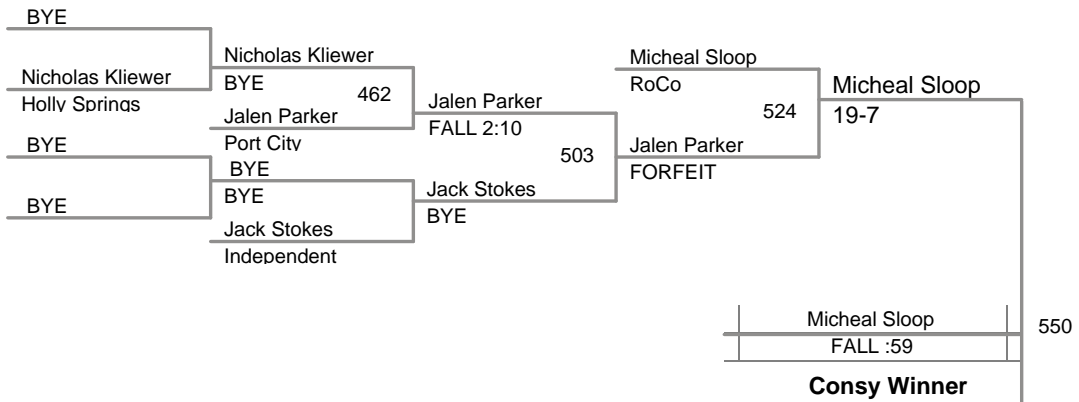 BYE
Nicholas Kliewer
Holly Springs
BYE
BYE
Nicholas Kliewer
BYE
462
Jalen Parker
Port City
BYE
BYE
Jack Stokes
Independent
Jalen Parker
FALL 2:10
503
Jack Stokes
BYE
Micheal Sloop
RoCo
524
Jalen Parker
FORFEIT
Micheal Sloop
19-7
Micheal Sloop
FALL :59
550
Consy Winner